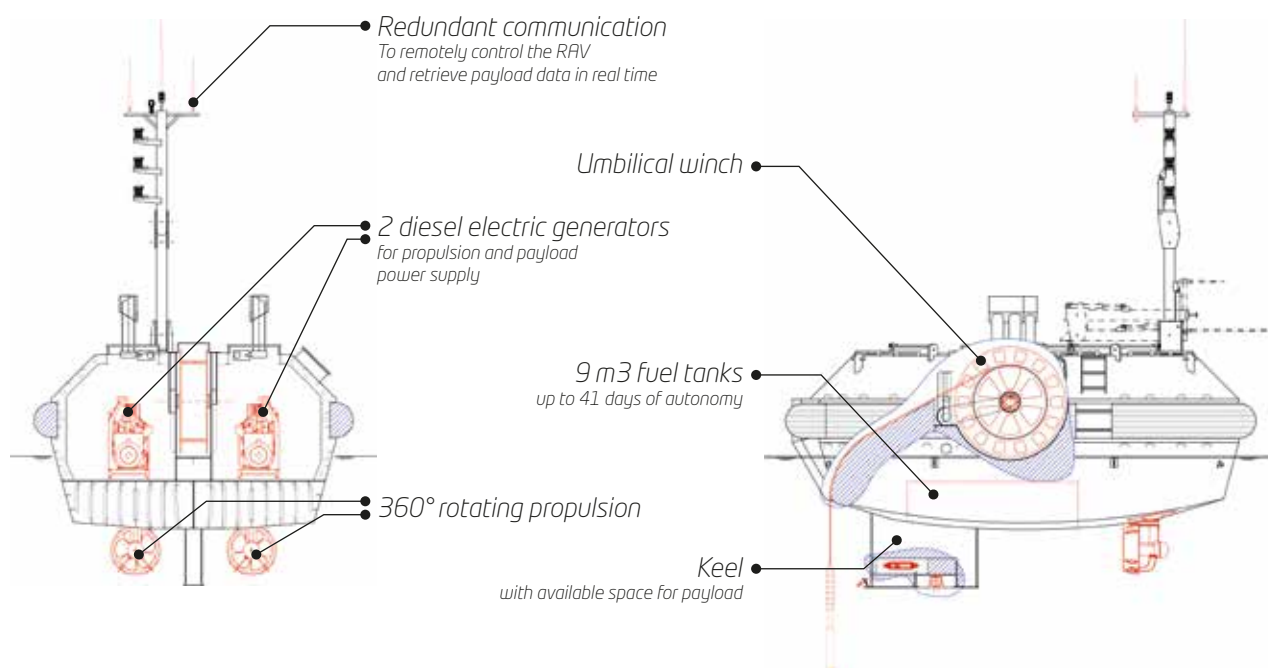 Redundant communication
To remotely control the RAV
and retrieve payload data in real time
Umbilical winch
2 diesel electric generators
for propulsion and payload
power supply
9 m3 fuel tanks
up to 41 days of autonomy
360° rotating propulsion
Keel
with available space for payload